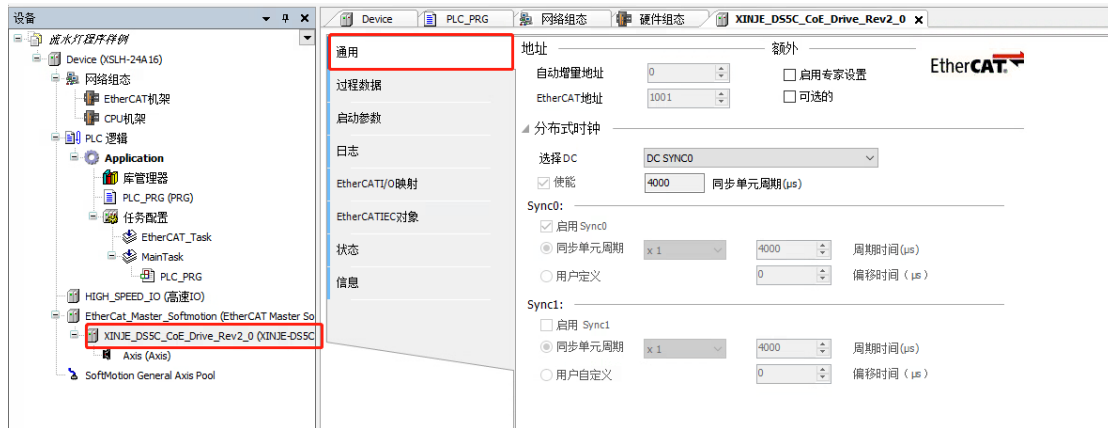 设备
流水灯程序样例
Device (XSLH-24A16)
网络组态
EtherCAT机架
CPU机架
PLC 逻辑
Application
库管理器
PLC_PRG (PRG)
任务配置
EtherCAT_Task
MainTask
PLC_PRG
HIGH_SPEED_IO (高速IO)
EtherCat_Master_Softmotion (EtherCAT Master So
XINJE_DS5C_CoE_Drive_Rev2_0 (XINJE-DS5C
Axis (Axis)
SoftMotion General Axis Pool
Device PLC_PRG 网络组态 硬件组态 XINJE_DS5C_CoE_Drive_Rev2_0
通用
过程数据
启动参数
日志
EtherCATI/O映射
EtherCATIEC对象
状态
信息
地址 额外
自动增量地址 0 启用专家设置
EtherCAT地址 1001 可选的
EtherCAT.
分布式时钟
选择DC DC SYNC0
使能 4000 同步单元周期(μs)
Sync0:
启用 Sync0
同步单元周期 x 1 4000 周期时间(μs)
用户定义 0 偏移时间（μs）
Sync1:
启用 Sync1
同步单元周期 x 1 4000 周期时间(μs)
用户自定义 0 偏移时间（μs）